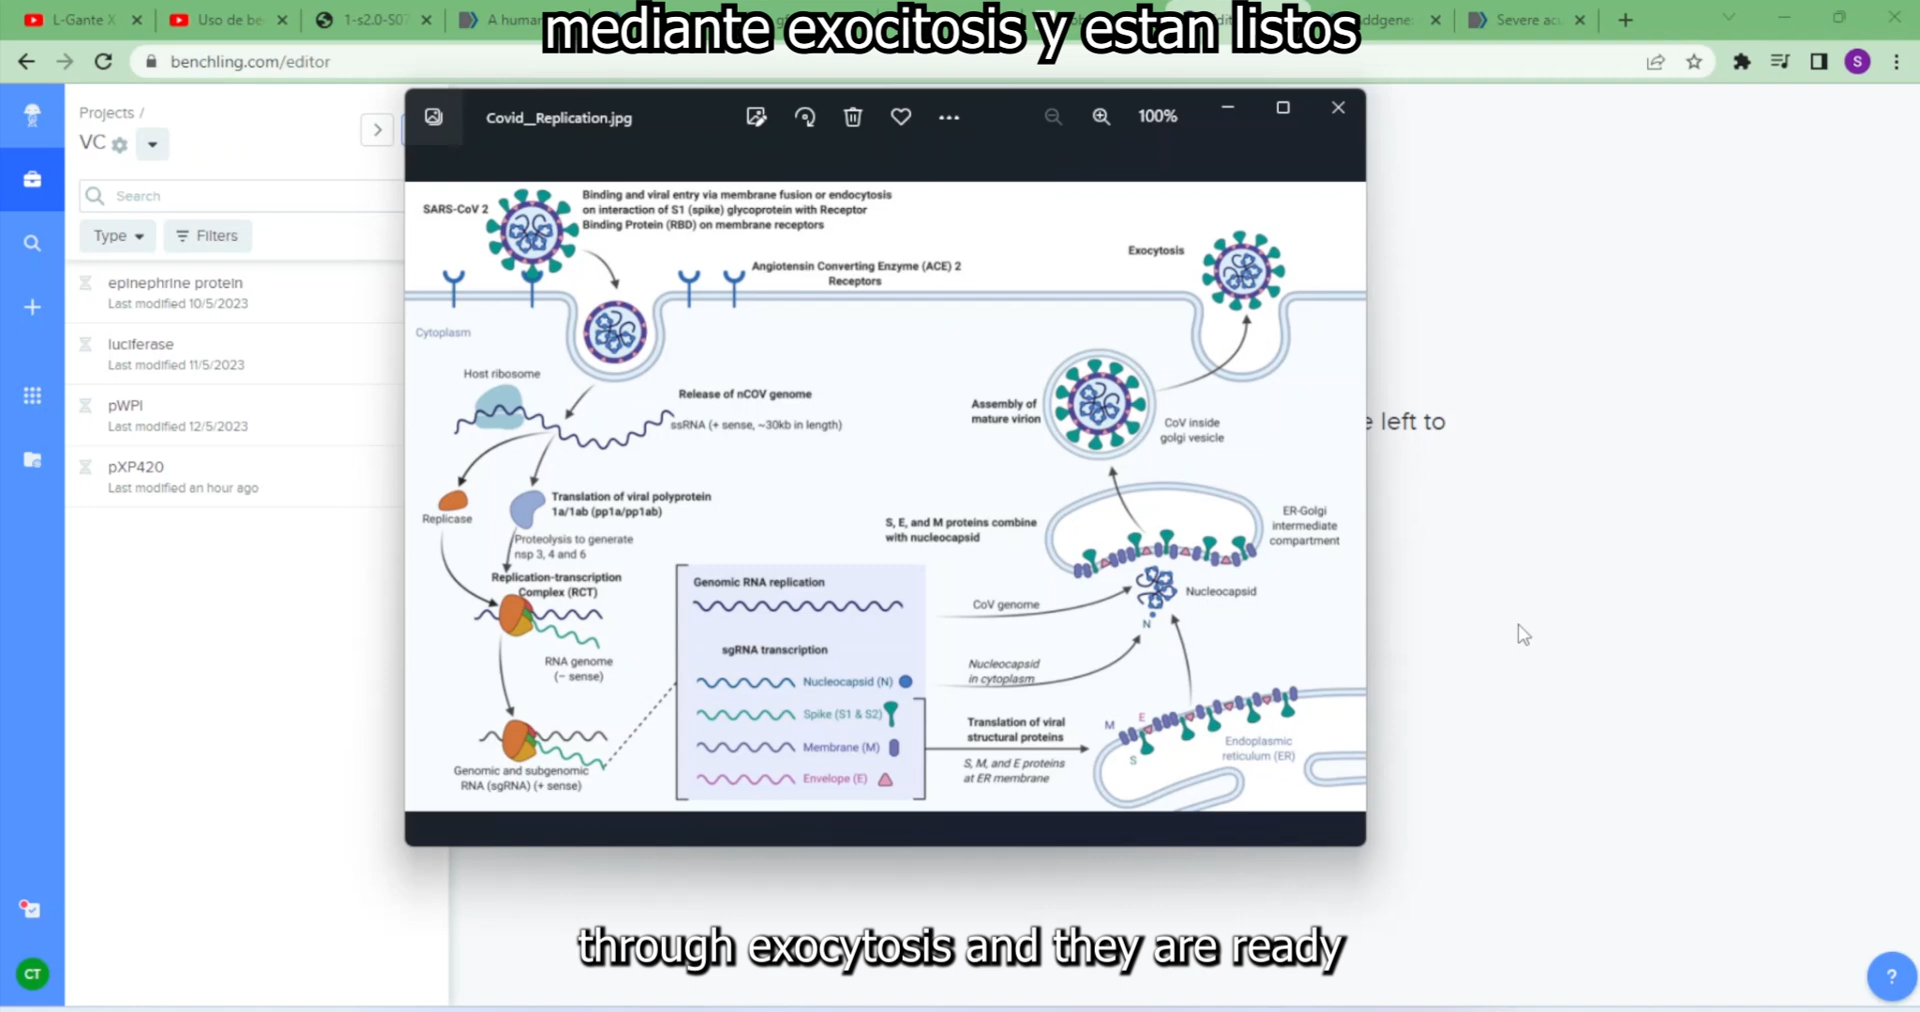 L-Gante X
Uso de be
1-s2.0-S07
A human
ddgene:
Severe acu
mediante exocitosis y estan listos
benchling.com/editor
S
Projects /
VC
Search
Type
Filters
epinephrine protein
Last modified 10/5/2023
luciferase
Last modified 11/5/2023
pWPI
Last modified 12/5/2023
pXP420
Last modified an hour ago
CT
Covid__Replication.jpg
100%
SARS-CoV 2
Binding and viral entry via membrane fusion or endocytosis
on interaction of S1 (spike) glycoprotein with Receptor
Binding Protein (RBD) on membrane receptors
Angiotensin Converting Enzyme (ACE) 2
Receptors
Exocytosis
Cytoplasm
Host ribosome
Release of nCOV genome
ssRNA (+ sense, ~30kb in length)
Assembly of
mature virion
CoV inside
golgi vesicle
Replicase
Translation of viral polyprotein
1a/1ab (pp1a/pp1ab)
Proteolysis to generate
nsp 3, 4 and 6
Replication-transcription
Complex (RCT)
RNA genome
(− sense)
Genomic and subgenomic
RNA (sgRNA) (+ sense)
Genomic RNA replication
sgRNA transcription
Nucleocapsid (N)
Spike (S1 & S2)
Membrane (M)
Envelope (E)
S, E, and M proteins combine
with nucleocapsid
ER-Golgi
intermediate
compartment
CoV genome
Nucleocapsid
N
Nucleocapsid
in cytoplasm
Translation of viral
structural proteins
S, M, and E proteins
at ER membrane
M
E
S
Endoplasmic
reticulum (ER)
e left to
?
through exocytosis and they are ready